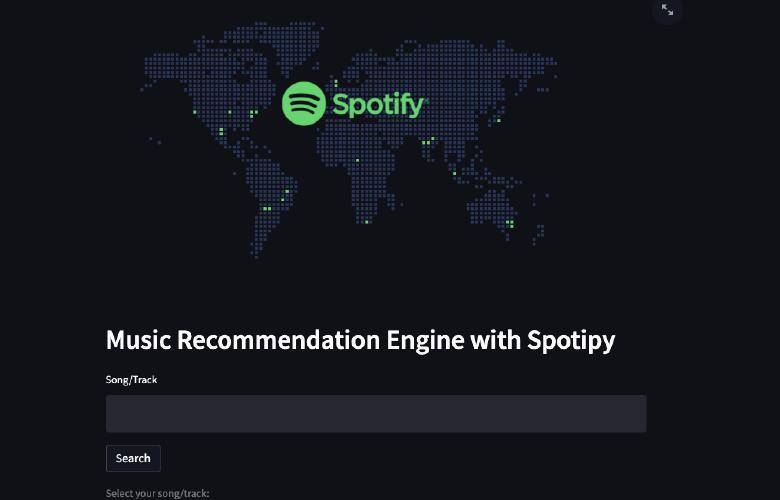 Spotify
Music Recommendation Engine with Spotipy
Song/Track
Search
Select your song/track: